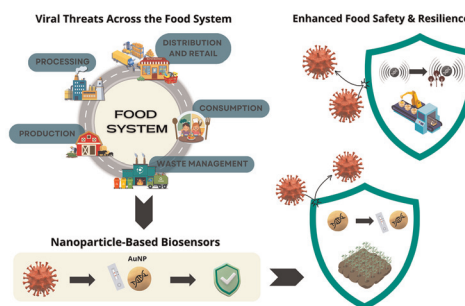 Viral Threats Across the Food System
Enhanced Food Safety & Resilience
DISTRIBUTION
AND RETAIL
PROCESSING
FOOD
SYSTEM
CONSUMPTION
PRODUCTION
WASTE MANAGEMENT
Nanoparticle-Based Biosensors
AuNP